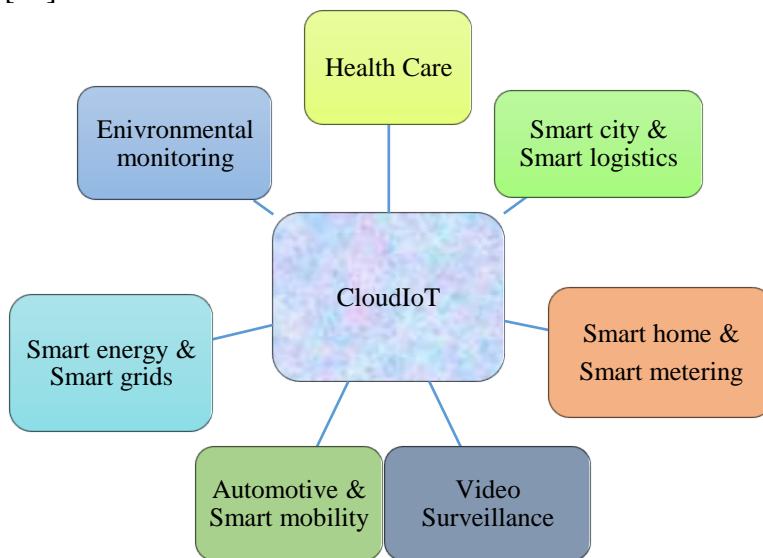 Health Care
Enivronmental
monitoring
Smart city &
Smart logistics
CloudIoT
Smart energy &
Smart grids
Smart home &
Smart metering
Automotive &
Smart mobility
Video
Surveillance